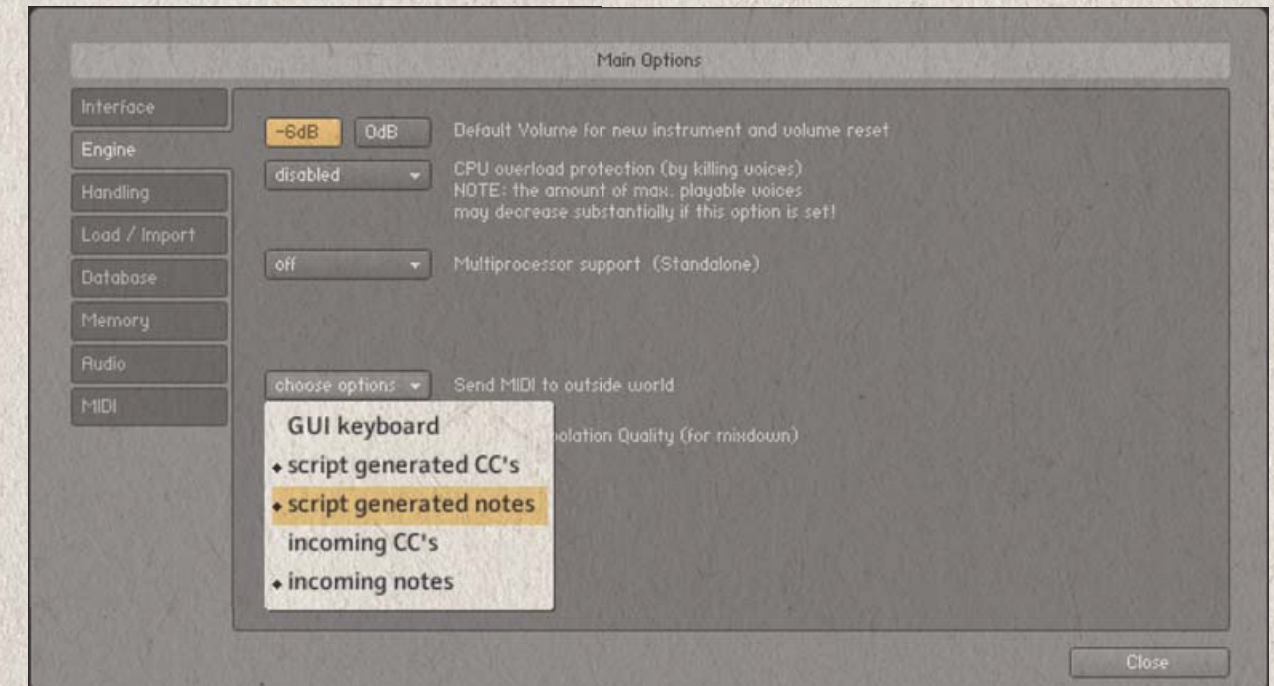 Main Options
Interface
Engine
Handling
Load / Import
Database
Memory
Audio
MIDI
-6dB 0dB Default Volume for new instrument and volume reset
disabled CPU overload protection (by killing voices)
NOTE: the amount of max. playable voices
may decrease substantially if this option is set!
off Multiprocessor support (Standalone)
choose options Send MIDI to outside world
Quality (for mixdown)
GUI keyboard
script generated CC's
script generated notes
incoming CC's
incoming notes
Close